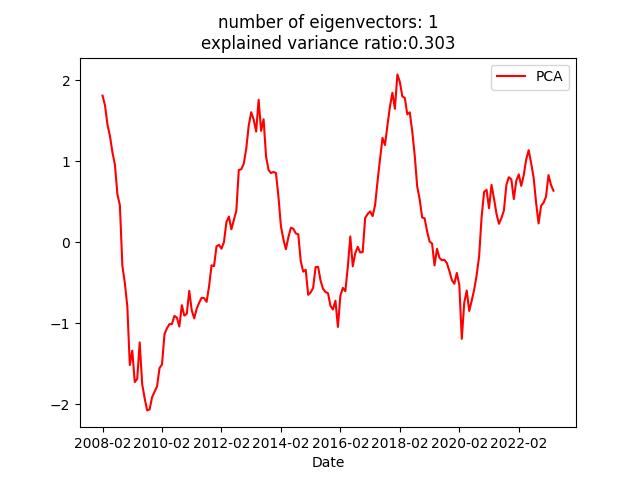 number of eigenvectors: 1
explained variance ratio:0.303
PCA
2
1
0
−1
−2
2008-02 2010-02 2012-02 2014-02 2016-02 2018-02 2020-02 2022-02
Date